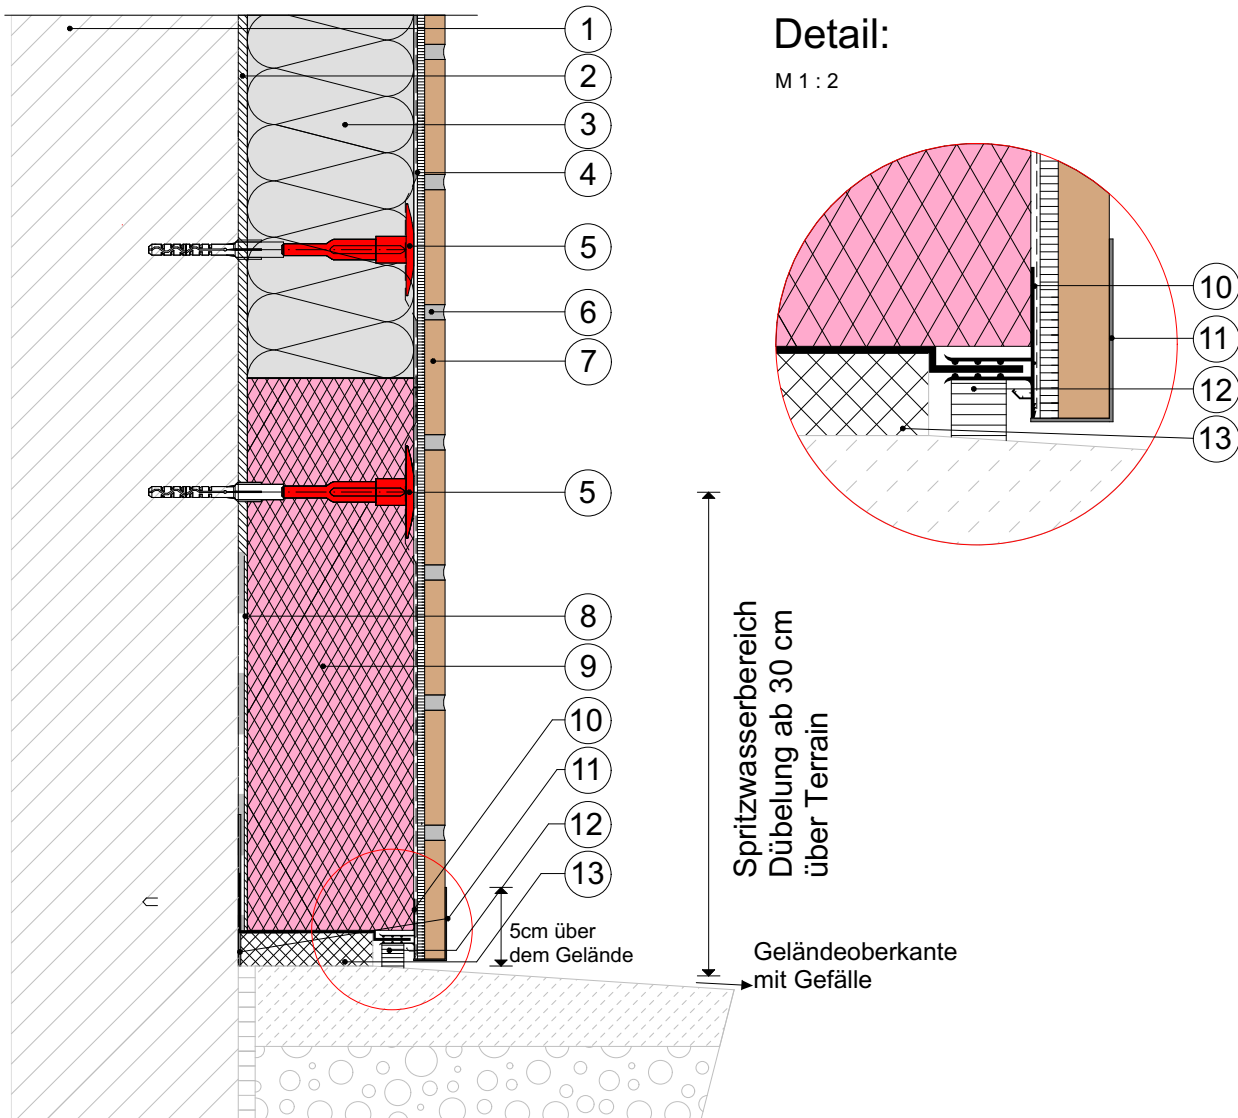 Detail:
M 1 : 2
1
2
3
4
5
6
7
5
8
9
10
11
12
13
10
11
12
13
Spritzwasserbereich
Dübelung ab 30 cm
über Terrain
5cm über
dem Gelände
Geländeoberkante
mit Gefälle